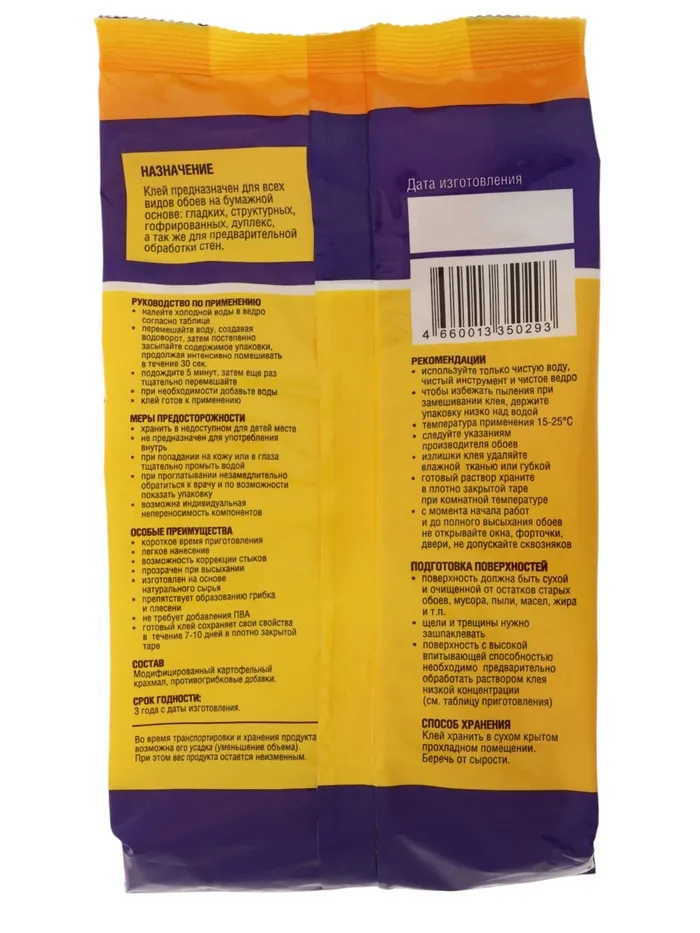 НАЗНАЧЕНИЕ
Клей предназначен для всех
видов обоев на бумажной
основе: гладких, структурных,
гофрированных, дуплекс,
а так же для предварительной
обработки стен.
РУКОВОДСТВО ПО ПРИМЕНЕНИЮ
• налейте холодной воды в ведро
согласно таблице
• перемешайте воду, создавая
водоворот, затем постепенно
засыпайте содержимое упаковки,
продолжая интенсивно помешивать
в течение 30 сек.
• подождите 5 минут, затем еще раз
тщательно перемешайте
• при необходимости добавьте воды
• клей готов к применению
МЕРЫ ПРЕДОСТОРОЖНОСТИ
• хранить в недоступном для детей месте
• не предназначен для употребления
внутрь
• при попадании на кожу или в глаза
тщательно промыть водой
• при проглатывании незамедлительно
обратиться к врачу и по возможности
показать упаковку
• возможна индивидуальная
непереносимость компонентов
ОСОБЫЕ ПРЕИМУЩЕСТВА
• короткое время приготовления
• легкое нанесение
• возможность коррекции стыков
• прозрачен при высыхании
• изготовлен на основе
натурального сырья
• препятствует образованию грибка
и плесени
• не требует добавления ПВА
• готовый клей сохраняет свои свойства
в течение 7-10 дней в плотно закрытой
таре
СОСТАВ
Модифицированный картофельный
крахмал, противогрибковые добавки.
СРОК ГОДНОСТИ:
3 года с даты изготовления.
Во время транспортировки и хранения продукта
возможна его усадка (уменьшение объема).
При этом вес продукта остается неизменным.
Дата изготовления
4 660013 350293
РЕКОМЕНДАЦИИ
• используйте только чистую воду,
чистый инструмент и чистое ведро
• чтобы избежать пыления при
замешивании клея, держите
упаковку низко над водой
• температура применения 15-25°С
• следуйте указаниям
производителя обоев
• излишки клея удаляйте
влажной тканью или губкой
• готовый раствор храните
в плотно закрытой таре
при комнатной температуре
• с момента начала работ
и до полного высыхания обоев
не открывайте окна, форточки,
двери, не допускайте сквозняков
ПОДГОТОВКА ПОВЕРХНОСТЕЙ
• поверхность должна быть сухой
и очищенной от остатков старых
обоев, мусора, пыли, масел, жира
и т.п.
• щели и трещины нужно
зашпаклевать
• поверхность с высокой
впитывающей способностью
необходимо предварительно
обработать раствором клея
низкой концентрации
(см. таблицу приготовления)
СПОСОБ ХРАНЕНИЯ
Клей хранить в сухом крытом
прохладном помещении.
Беречь от сырости.